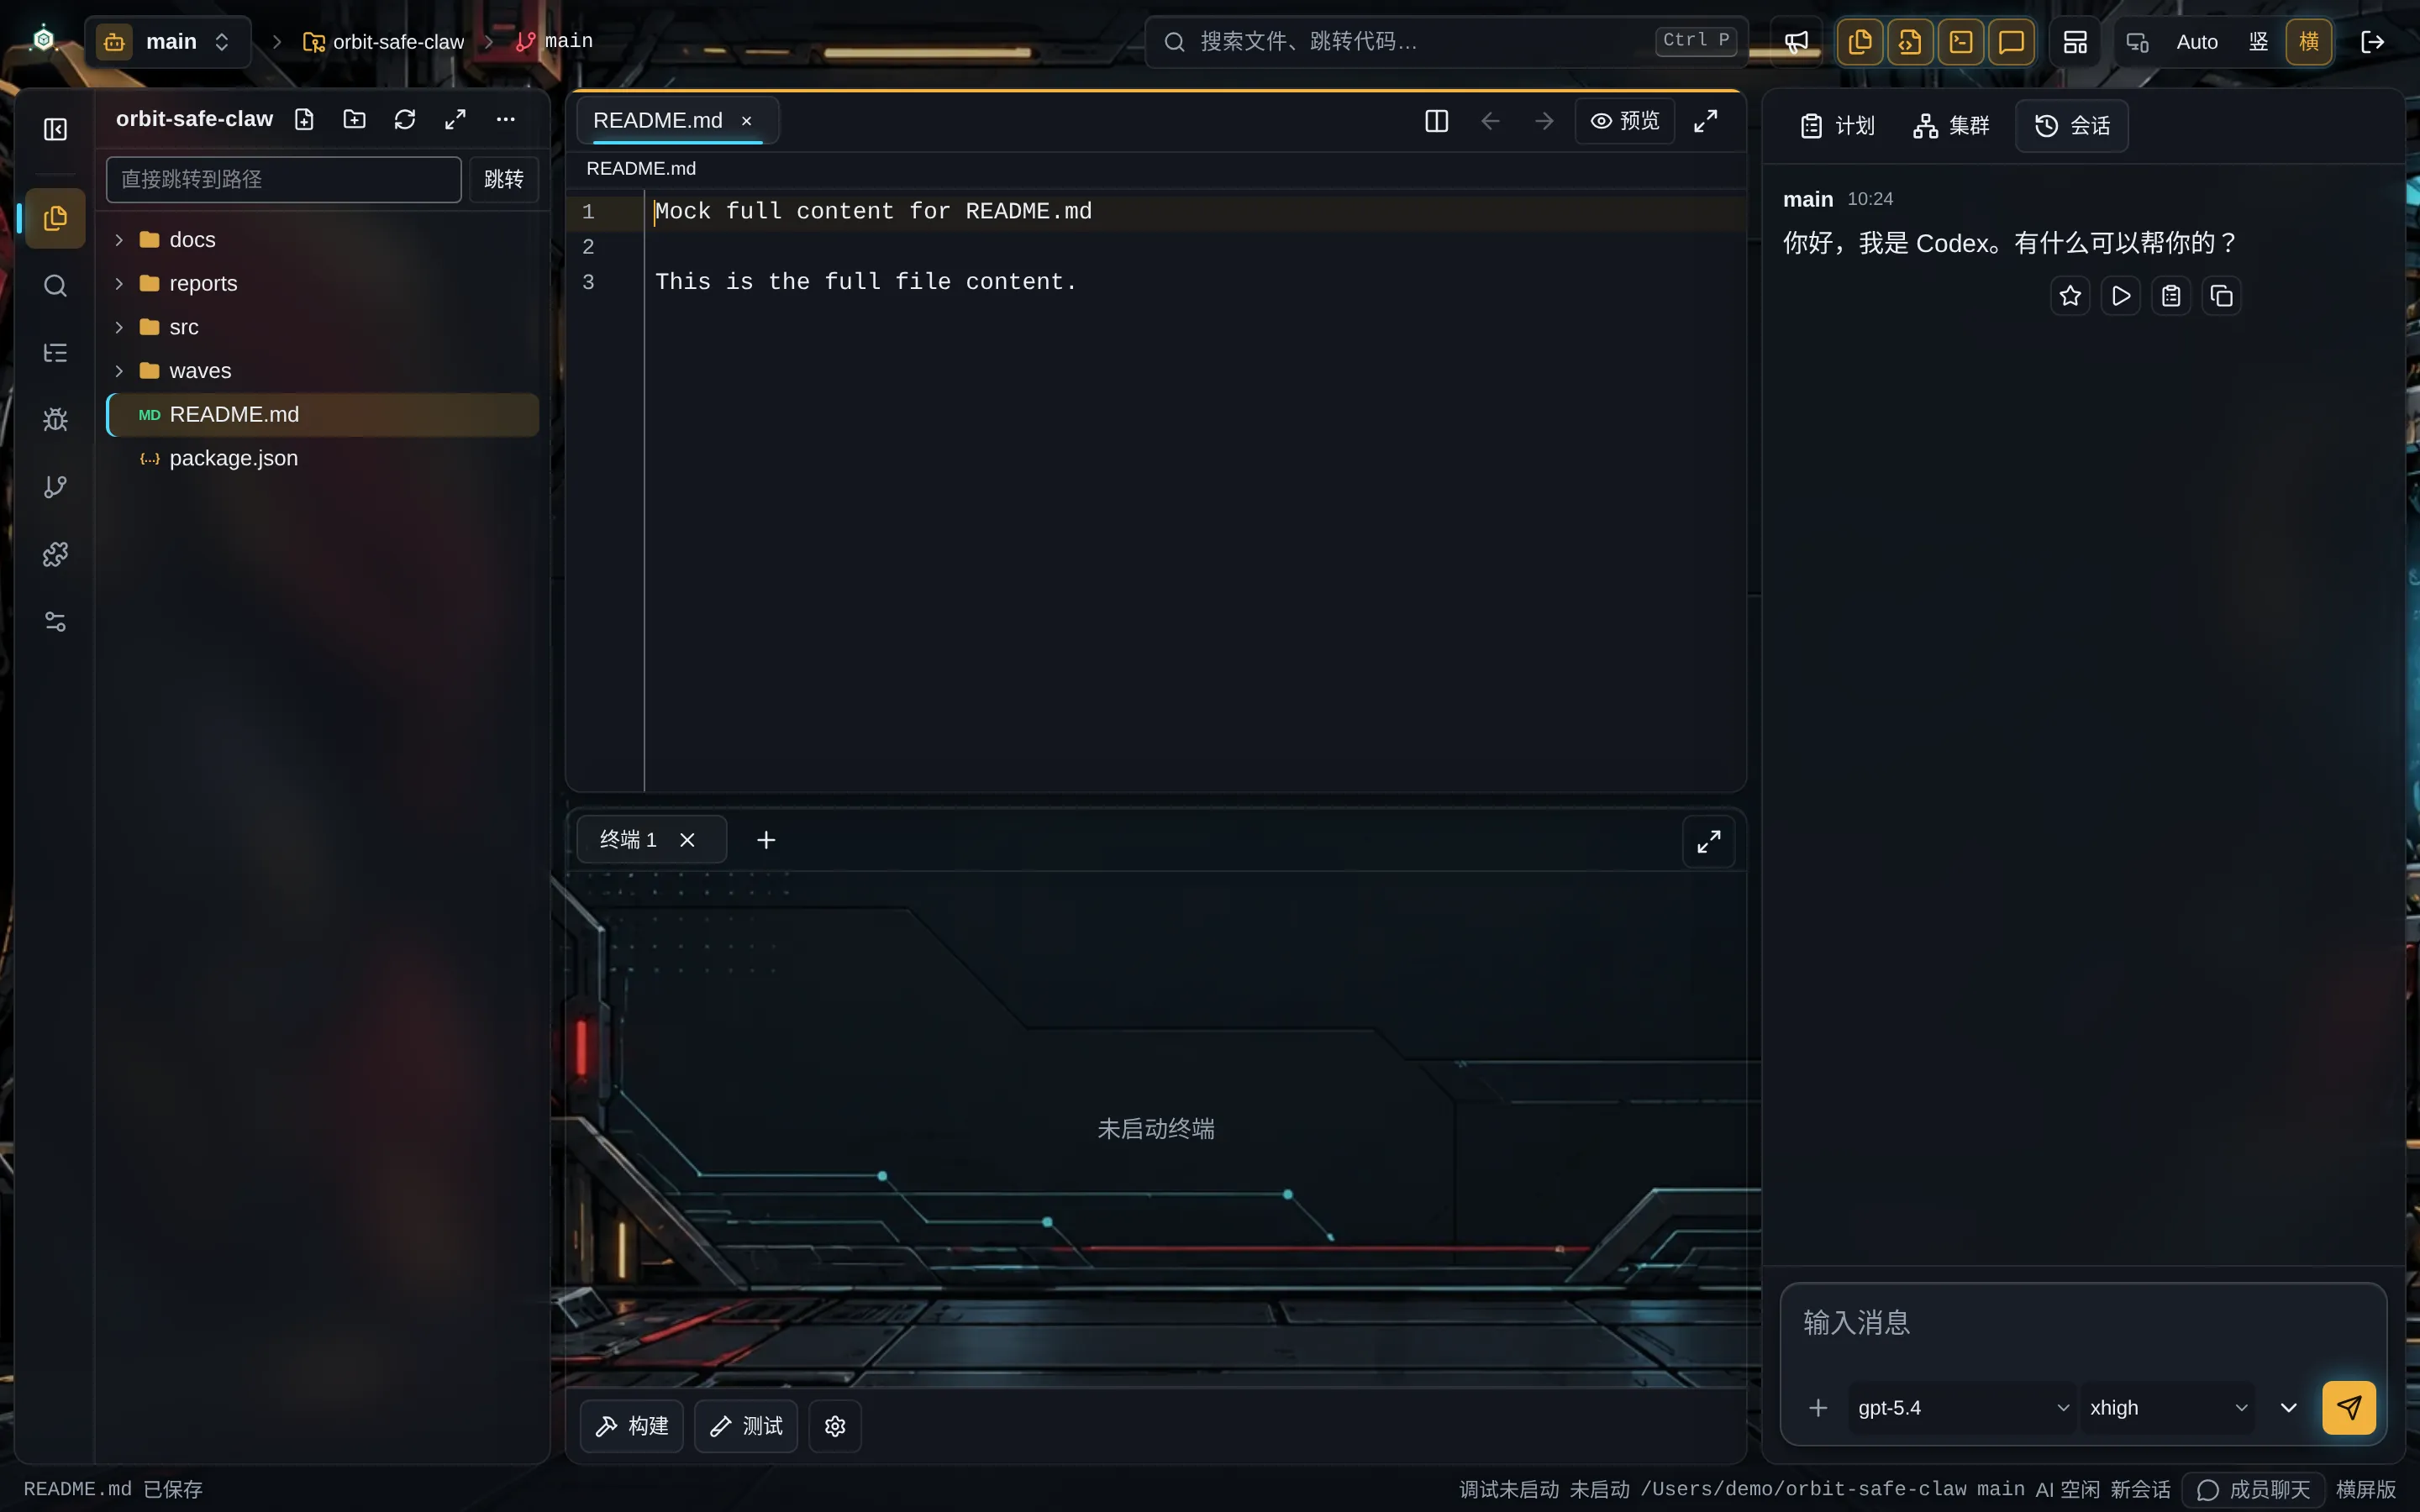 main
orbit-safe-claw
main
搜索文件、跳转代码…
Ctrl P
Auto
竖
横
orbit-safe-claw
直接跳转到路径
跳转
docs
reports
src
waves
MD README.md
{...} package.json
README.md
预览
README.md
1 Mock full content for README.md
2
3 This is the full file content.
终端 1
未启动终端
构建
测试
计划
集群
会话
main 10:24
你好，我是 Codex。有什么可以帮你的？
输入消息
gpt-5.4
xhigh
README.md 已保存
调试未启动 未启动 /Users/demo/orbit-safe-claw main AI 空闲 新会话 成员聊天 横屏版